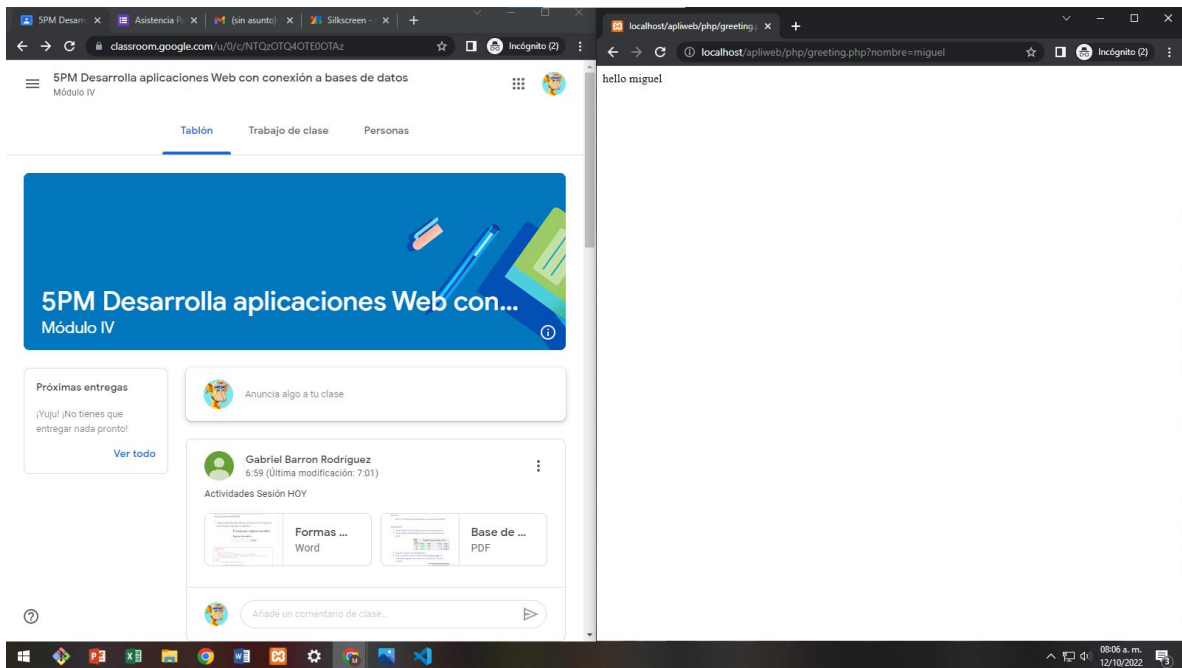 SPM Desarr
Asistencia P
(sin asunto)
Silkscreen -
classroom.google.com/u/0/c/NTQzOTQ4OTE0OTAz
Incógnito (2)
5PM Desarrolla aplicaciones Web con conexión a bases de datos
Módulo IV
Tablón
Trabajo de clase
Personas
5PM Desarrolla aplicaciones Web con...
Módulo IV
Próximas entregas
¡Yuju! ¡No tienes que
entregar nada pronto!
Ver todo
Anuncia algo a tu clase
Gabriel Barron Rodríguez
6:59 (Última modificación: 7:01)
Actividades Sesión HOY
Formas ...
Word
Base de ...
PDF
Añade un comentario de clase...
localhost/apliweb/php/greeting.
localhost/apliweb/php/greeting.php?nombre=miguel
Incógnito (2)
hello miguel
08:06 a. m.
12/10/2022